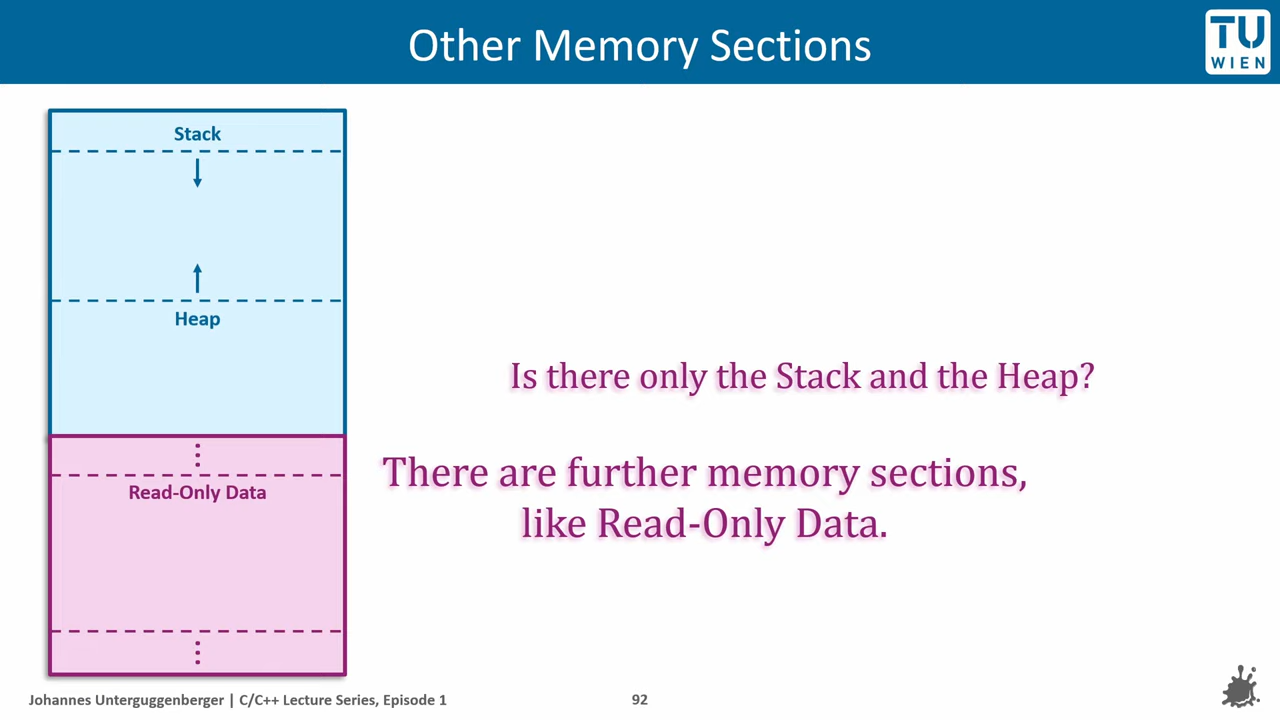 Other Memory Sections
TU
WIEN
Stack
Heap
Is there only the Stack and the Heap?
There are further memory sections,
like Read-Only Data.
Read-Only Data
Johannes Unterguggenberger | C/C++ Lecture Series, Episode 1
92